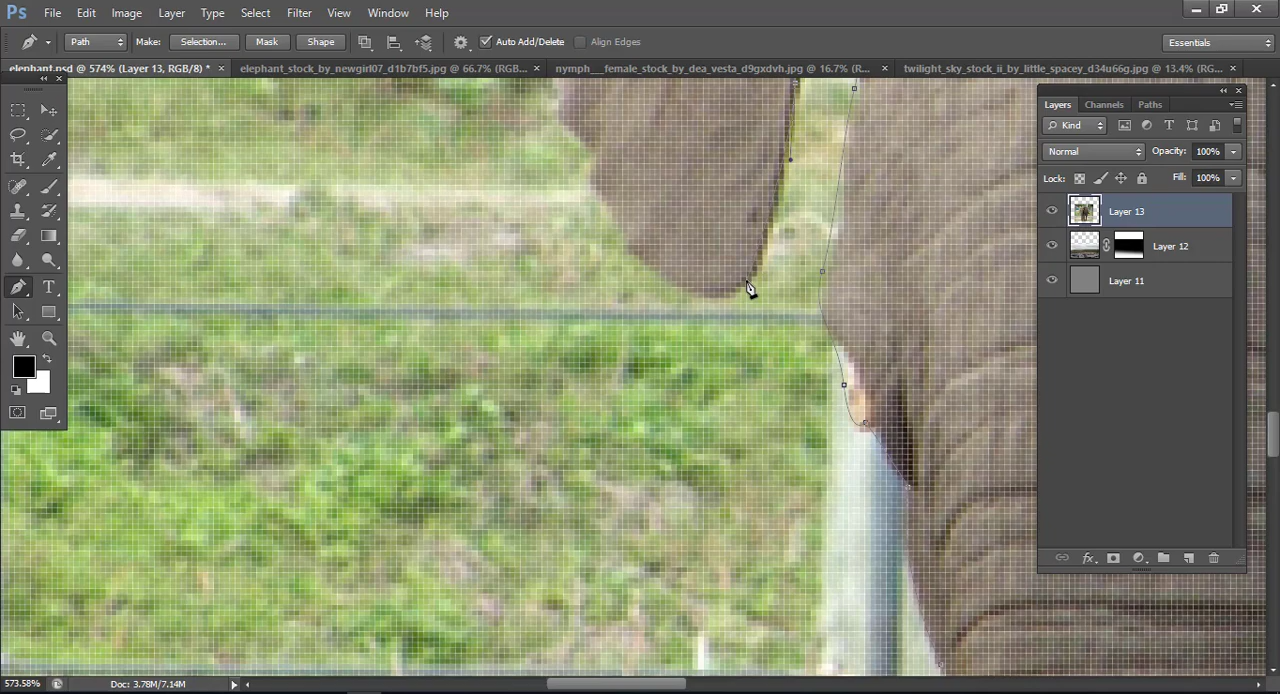 Ps File Edit Image Layer Type Select Filter 3D View Window Help
Path Make: Selection... Mask Shape Auto Add/Delete Align Edges Essentials
elephant.psd @ 574% (Layer 13, RGB/8) * × elephant_stock_by_newgirl07_d1b7bf5.jpg @ 66.7% (RGB... × nymph___female_stock_by_dea_vesta_d9gxdvh.jpg @ 16.7% (R... × twilight_sky_stock_ii_by_little_spacey_d34u66g.jpg @ 13.4% (RG... ×
Layers Channels Paths
Kind
Normal Opacity: 100%
Lock: Fill: 100%
Layer 13
Layer 12
Layer 11
fx
573.58% Doc: 3.78M/7.14M